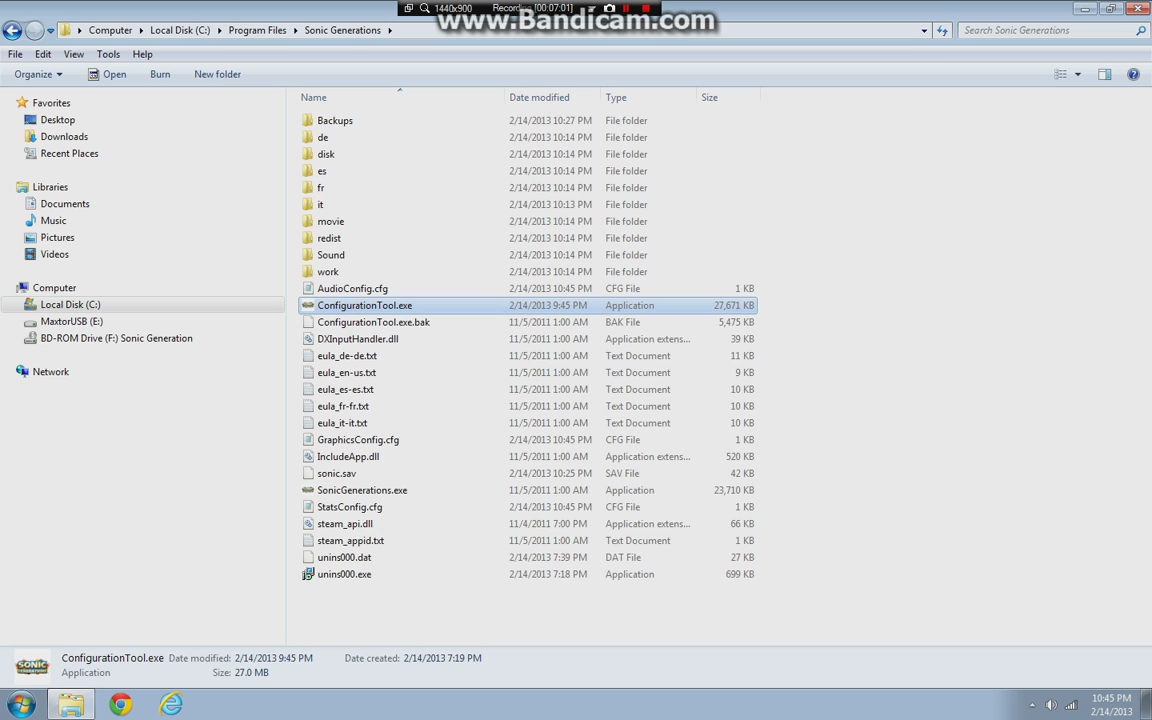 1440x900 Recording [00:07:01]
www.Bandicam.com
Computer Local Disk (C:) Program Files Sonic Generations Search Sonic Generations
File Edit View Tools Help
Organize Open Burn New folder
Favorites
Desktop
Downloads
Recent Places
Libraries
Documents
Music
Pictures
Videos
Computer
Local Disk (C:)
MaxtorUSB (E:)
BD-ROM Drive (F:) Sonic Generation
Network
Name Date modified Type Size
Backups 2/14/2013 10:27 PM File folder
de 2/14/2013 10:14 PM File folder
disk 2/14/2013 10:14 PM File folder
es 2/14/2013 10:14 PM File folder
fr 2/14/2013 10:14 PM File folder
it 2/14/2013 10:13 PM File folder
movie 2/14/2013 10:14 PM File folder
redist 2/14/2013 10:14 PM File folder
Sound 2/14/2013 10:14 PM File folder
work 2/14/2013 10:14 PM File folder
AudioConfig.cfg 2/14/2013 10:45 PM CFG File 1 KB
ConfigurationTool.exe 2/14/2013 9:45 PM Application 27,671 KB
ConfigurationTool.exe.bak 11/5/2011 1:00 AM BAK File 5,475 KB
DXInputHandler.dll 11/5/2011 1:00 AM Application extens... 39 KB
eula_de-de.txt 11/5/2011 1:00 AM Text Document 11 KB
eula_en-us.txt 11/5/2011 1:00 AM Text Document 9 KB
eula_es-es.txt 11/5/2011 1:00 AM Text Document 10 KB
eula_fr-fr.txt 11/5/2011 1:00 AM Text Document 10 KB
eula_it-it.txt 11/5/2011 1:00 AM Text Document 10 KB
GraphicsConfig.cfg 2/14/2013 10:45 PM CFG File 1 KB
IncludeApp.dll 11/5/2011 1:00 AM Application extens... 520 KB
sonic.sav 2/14/2013 10:25 PM SAV File 42 KB
SonicGenerations.exe 11/5/2011 1:00 AM Application 23,710 KB
StatsConfig.cfg 2/14/2013 10:45 PM CFG File 1 KB
steam_api.dll 11/4/2011 7:00 PM Application extens... 66 KB
steam_appid.txt 11/5/2011 1:00 AM Text Document 1 KB
unins000.dat 2/14/2013 7:39 PM DAT File 27 KB
unins000.exe 2/14/2013 7:18 PM Application 699 KB
ConfigurationTool.exe Date modified: 2/14/2013 9:45 PM Date created: 2/14/2013 7:19 PM
Application Size: 27.0 MB
SONIC
10:45 PM
2/14/2013